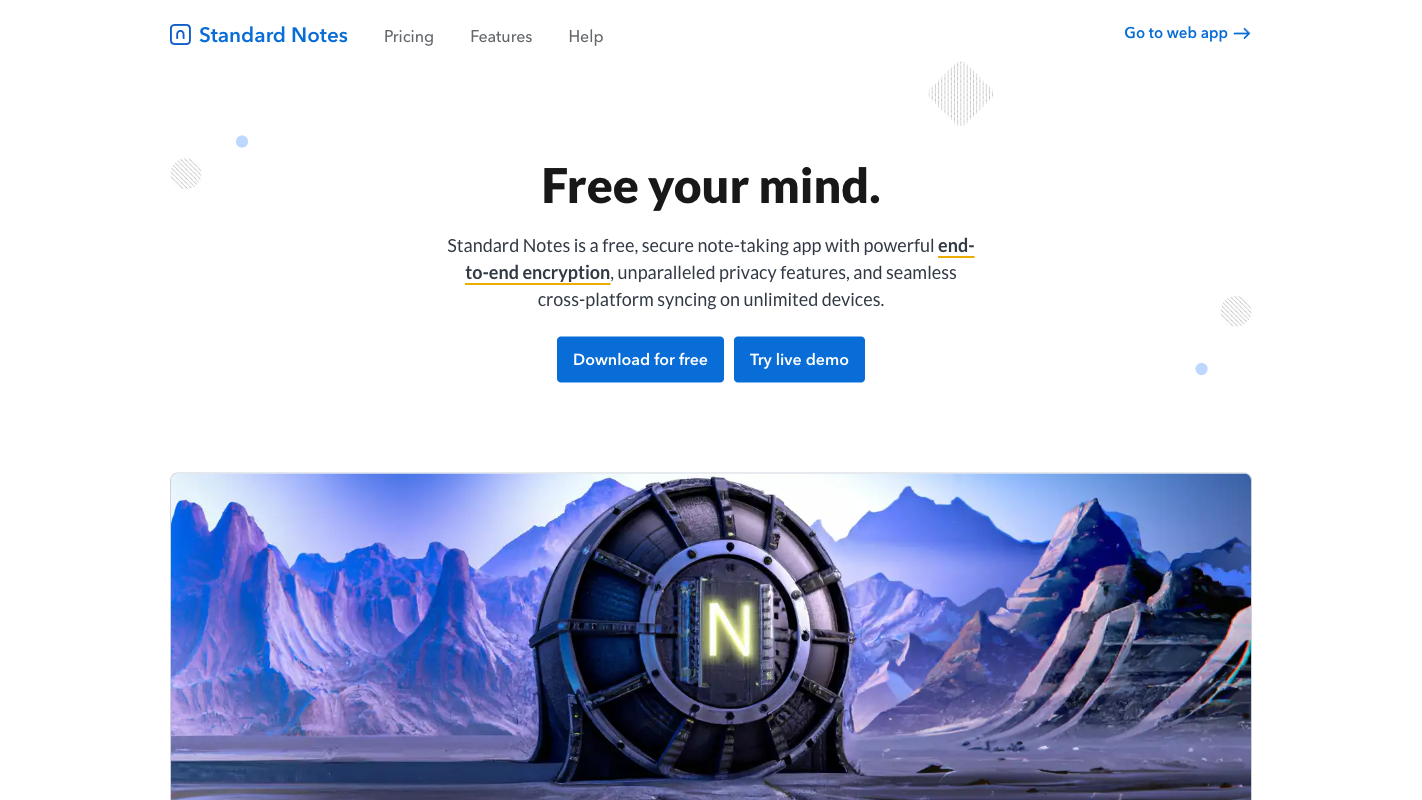 Standard Notes
Pricing
Features
Help
Go to web app →
Free your mind.
Standard Notes is a free, secure note-taking app with powerful end-
to-end encryption, unparalleled privacy features, and seamless
cross-platform syncing on unlimited devices.
Download for free
Try live demo
N